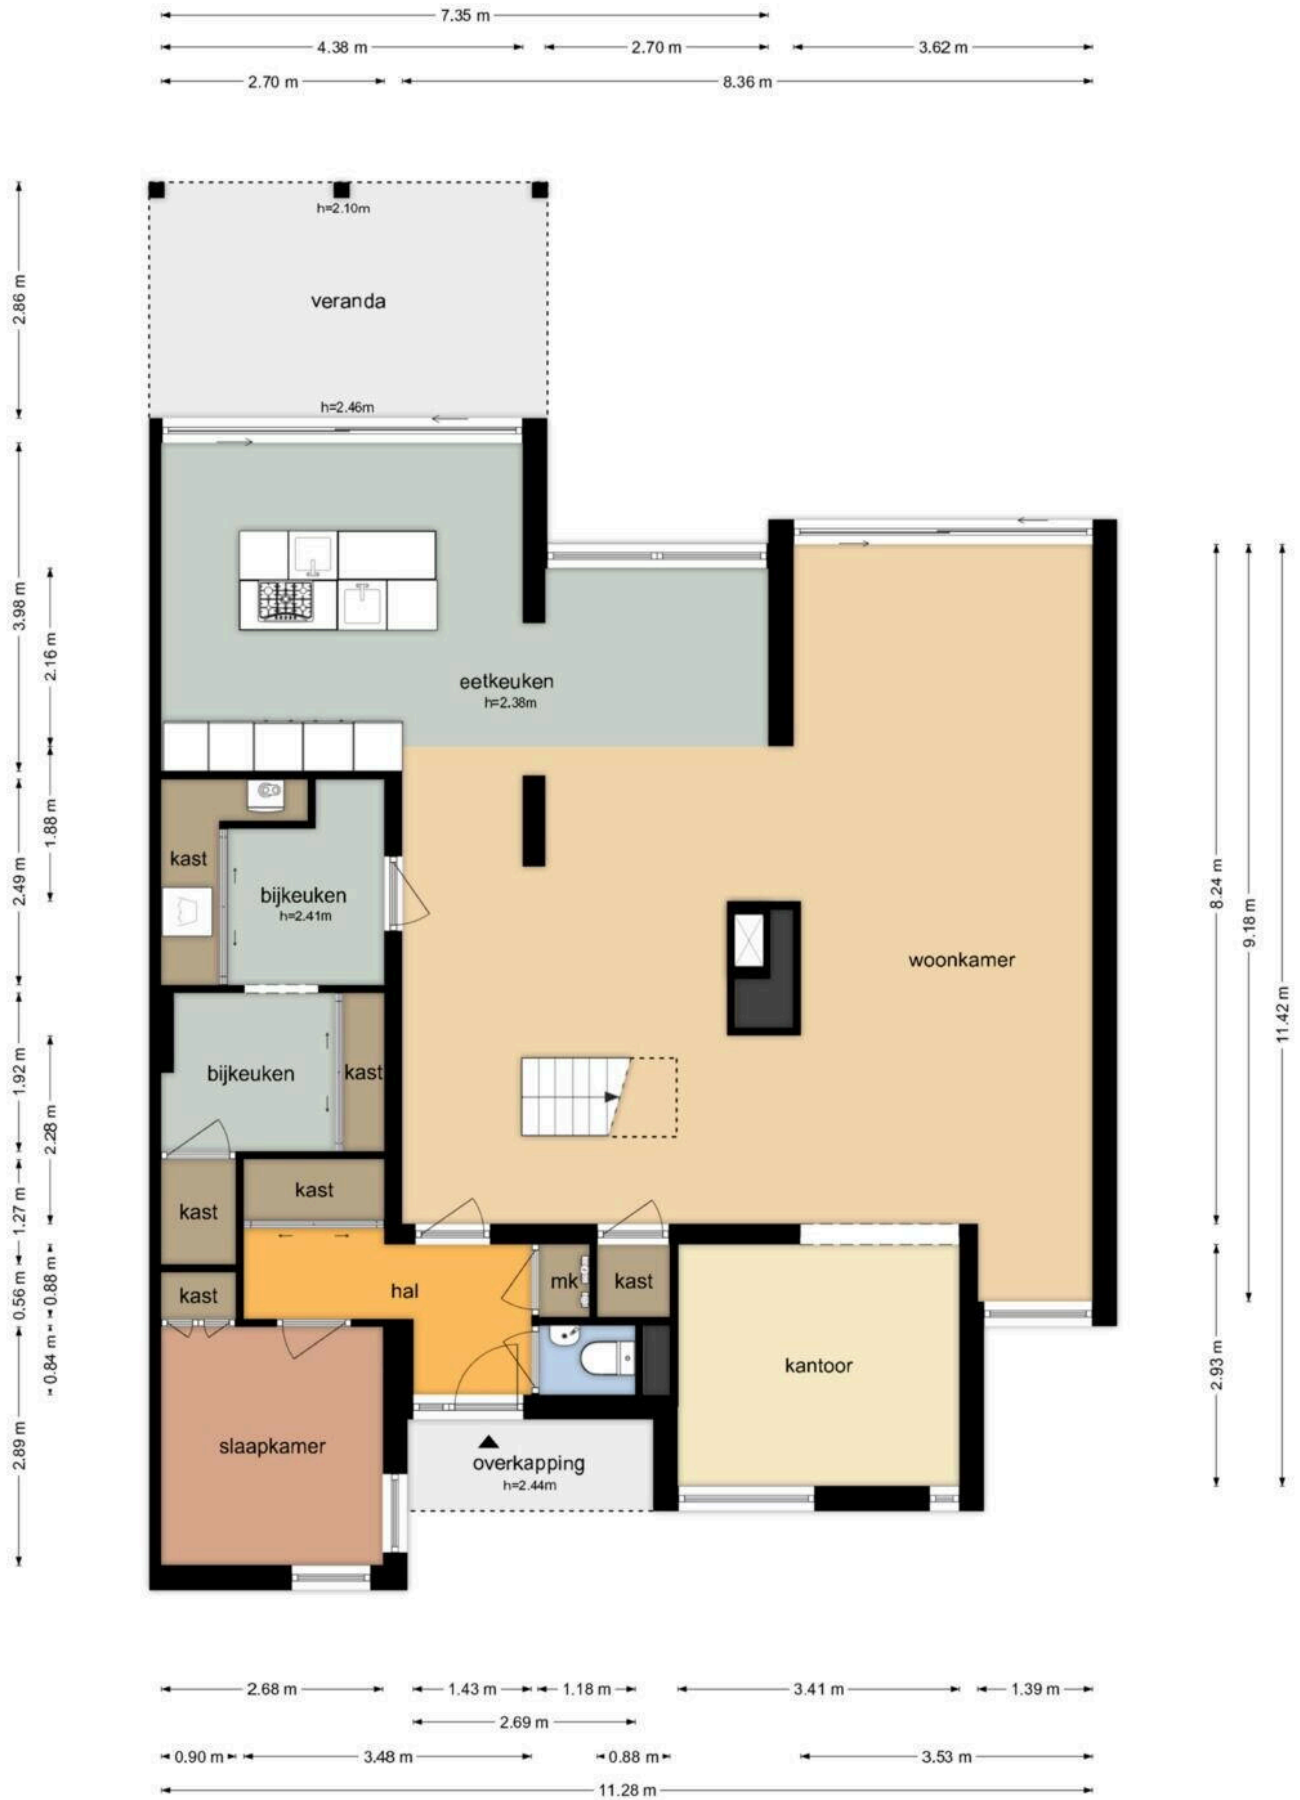 7.35 m
4.38 m
2.70 m
3.62 m
2.70 m
8.36 m
h=2.10m
veranda
2.86 m
h=2.46m
3.98 m
2.16 m
eetkeuken
h=2.38m
1.88 m
2.49 m
kast
bijkeuken
h=2.41m
woonkamer
8.24 m
9.18 m
11.42 m
1.92 m
2.28 m
bijkeuken
kast
1.27 m
kast
kast
0.56 m
0.88 m
kast
hal
mk
kast
0.84 m
kantoor
2.93 m
2.89 m
slaapkamer
overkapping
h=2.44m
2.68 m
1.43 m
1.18 m
3.41 m
1.39 m
2.69 m
0.90 m
3.48 m
0.88 m
3.53 m
11.28 m